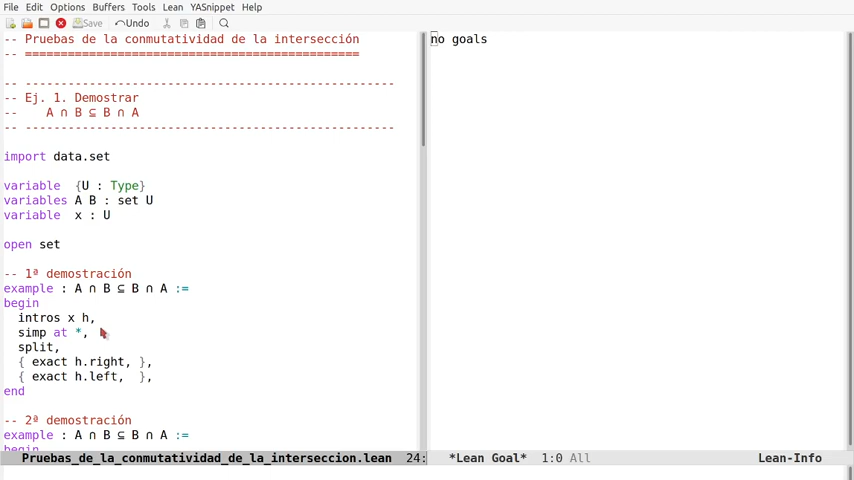 File Edit Options Buffers Tools Lean YASnippet Help
Save Undo
-- Pruebas de la conmutatividad de la intersección
-- ===============================================
-- ----------------------------------------------------
-- Ej. 1. Demostrar
--    A ∩ B ⊆ B ∩ A
-- ----------------------------------------------------
import data.set
variable  {U : Type}
variables A B : set U
variable  x : U
open set
-- 1ª demostración
example : A ∩ B ⊆ B ∩ A :=
begin
  intros x h,
  simp at *,
  split,
  { exact h.right, },
  { exact h.left,  },
end
-- 2ª demostración
example : A ∩ B ⊆ B ∩ A :=
begin
Pruebas_de_la_conmutatividad_de_la_interseccion.lean 24:
no goals
*Lean Goal* 1:0 All Lean-Info